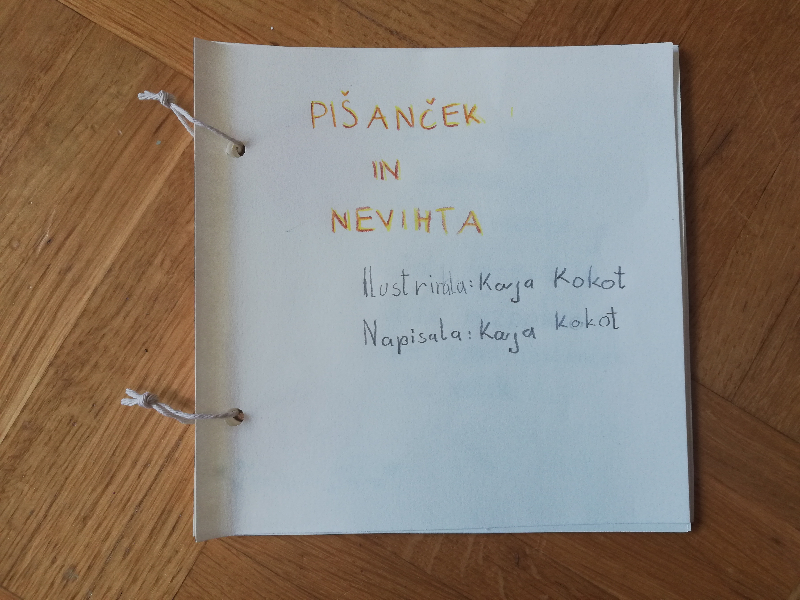 PIŠANČEK
IN
NEVIHTA
Ilustrirala: Kaja Kokot
Napisala: Kaja Kokot